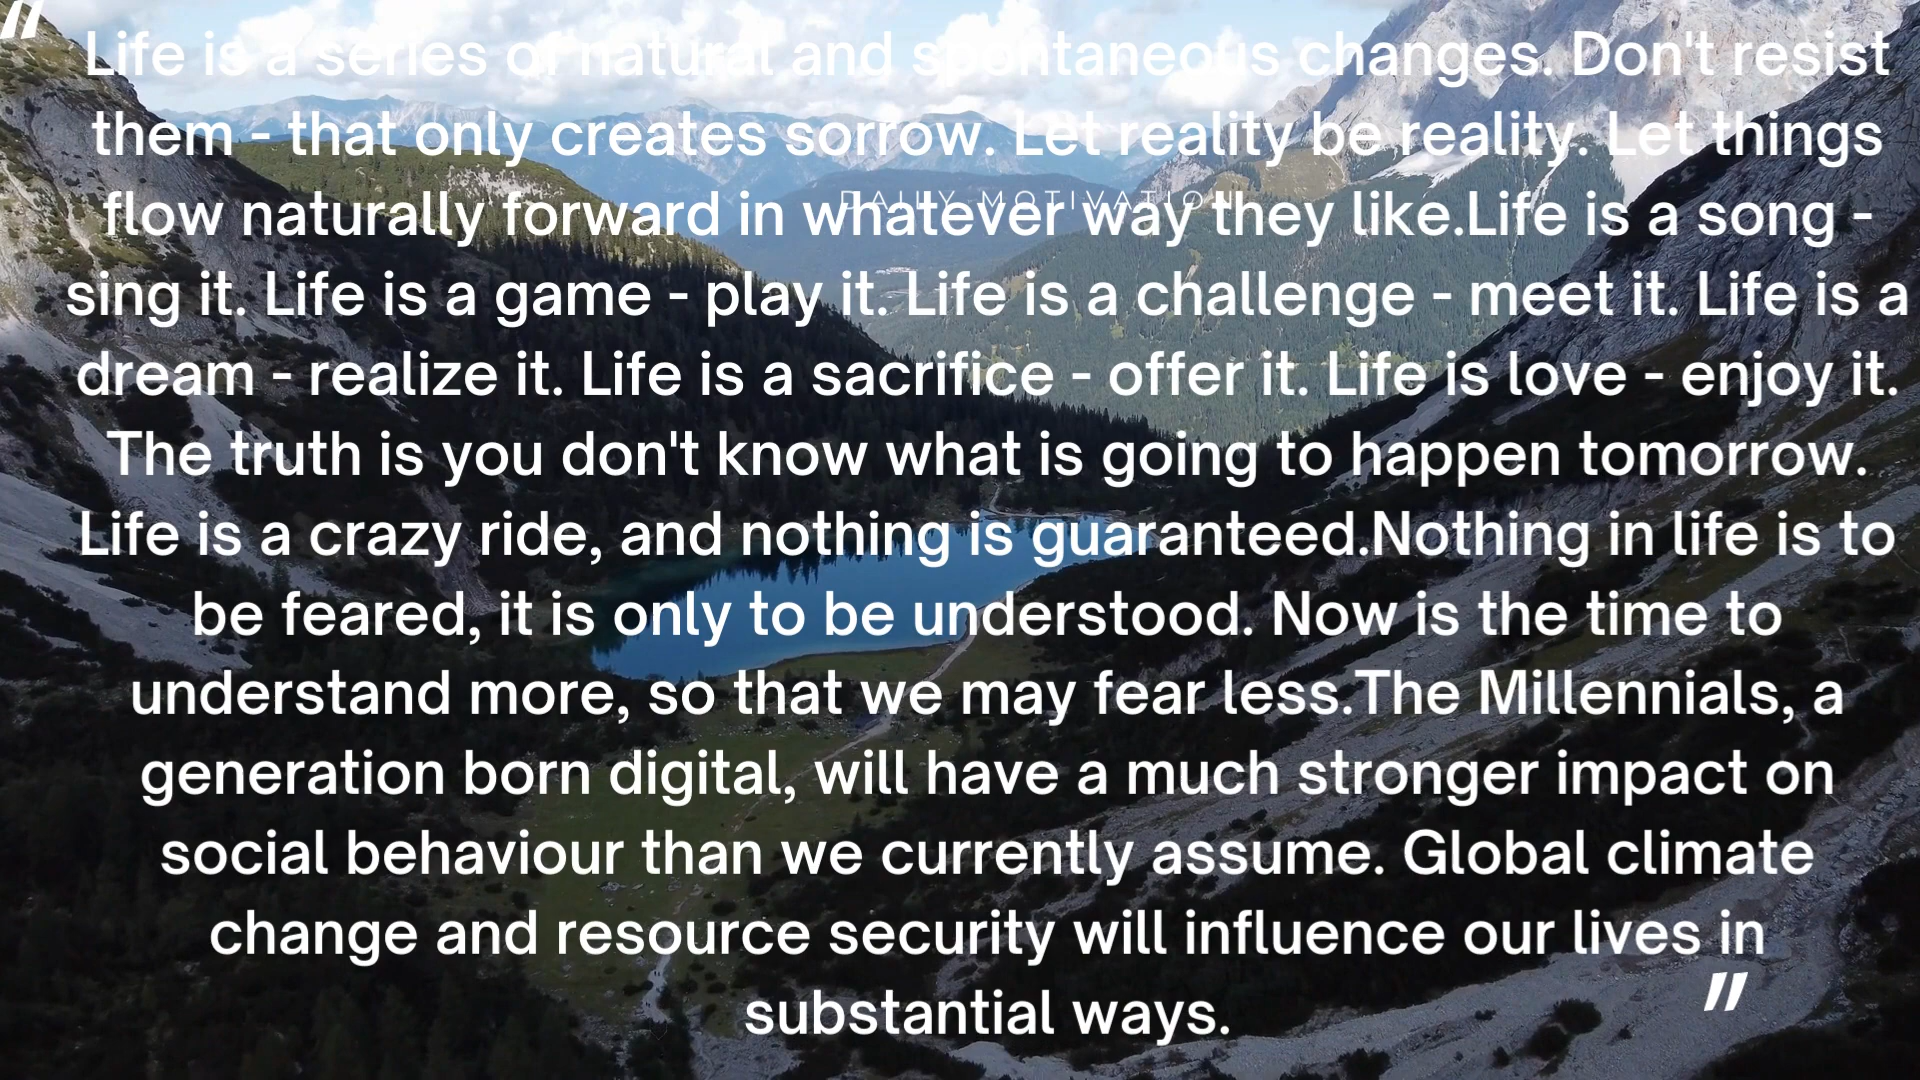 "
Life is a series of natural and spontaneous changes. Don't resist
them - that only creates sorrow. Let reality be reality. Let things
DAILY MOTIVATION
flow naturally forward in whatever way they like.Life is a song -
sing it. Life is a game - play it. Life is a challenge - meet it. Life is a
dream - realize it. Life is a sacrifice - offer it. Life is love - enjoy it.
The truth is you don't know what is going to happen tomorrow.
Life is a crazy ride, and nothing is guaranteed.Nothing in life is to
be feared, it is only to be understood. Now is the time to
understand more, so that we may fear less.The Millennials, a
generation born digital, will have a much stronger impact on
social behaviour than we currently assume. Global climate
change and resource security will influence our lives in
substantial ways.
"